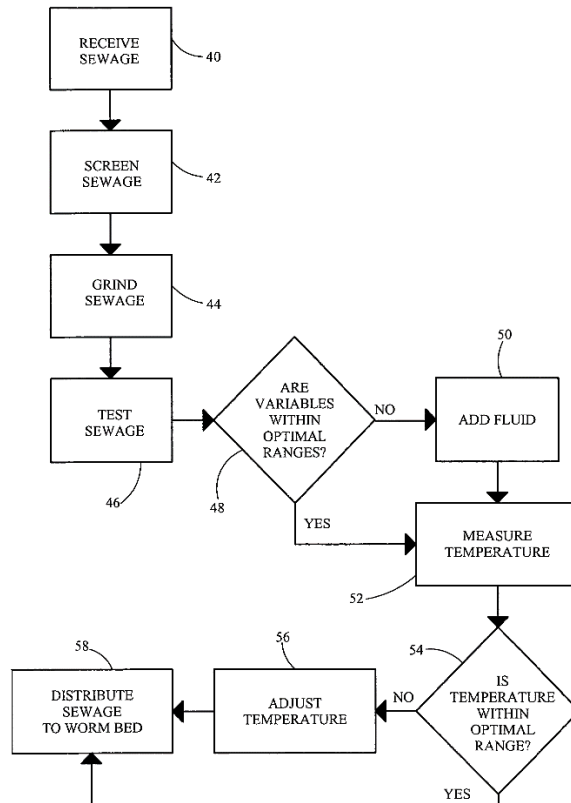 RECEIVE
SEWAGE
40
SCREEN
SEWAGE
42
GRIND
SEWAGE
44
TEST
SEWAGE
46
ARE
VARIABLES
WITHIN
OPTIMAL
RANGES?
48
NO
YES
50
ADD FLUID
MEASURE
TEMPERATURE
52
54
IS
TEMPERATURE
WITHIN
OPTIMAL
RANGE?
NO
YES
56
ADJUST
TEMPERATURE
58
DISTRIBUTE
SEWAGE
TO WORM BED